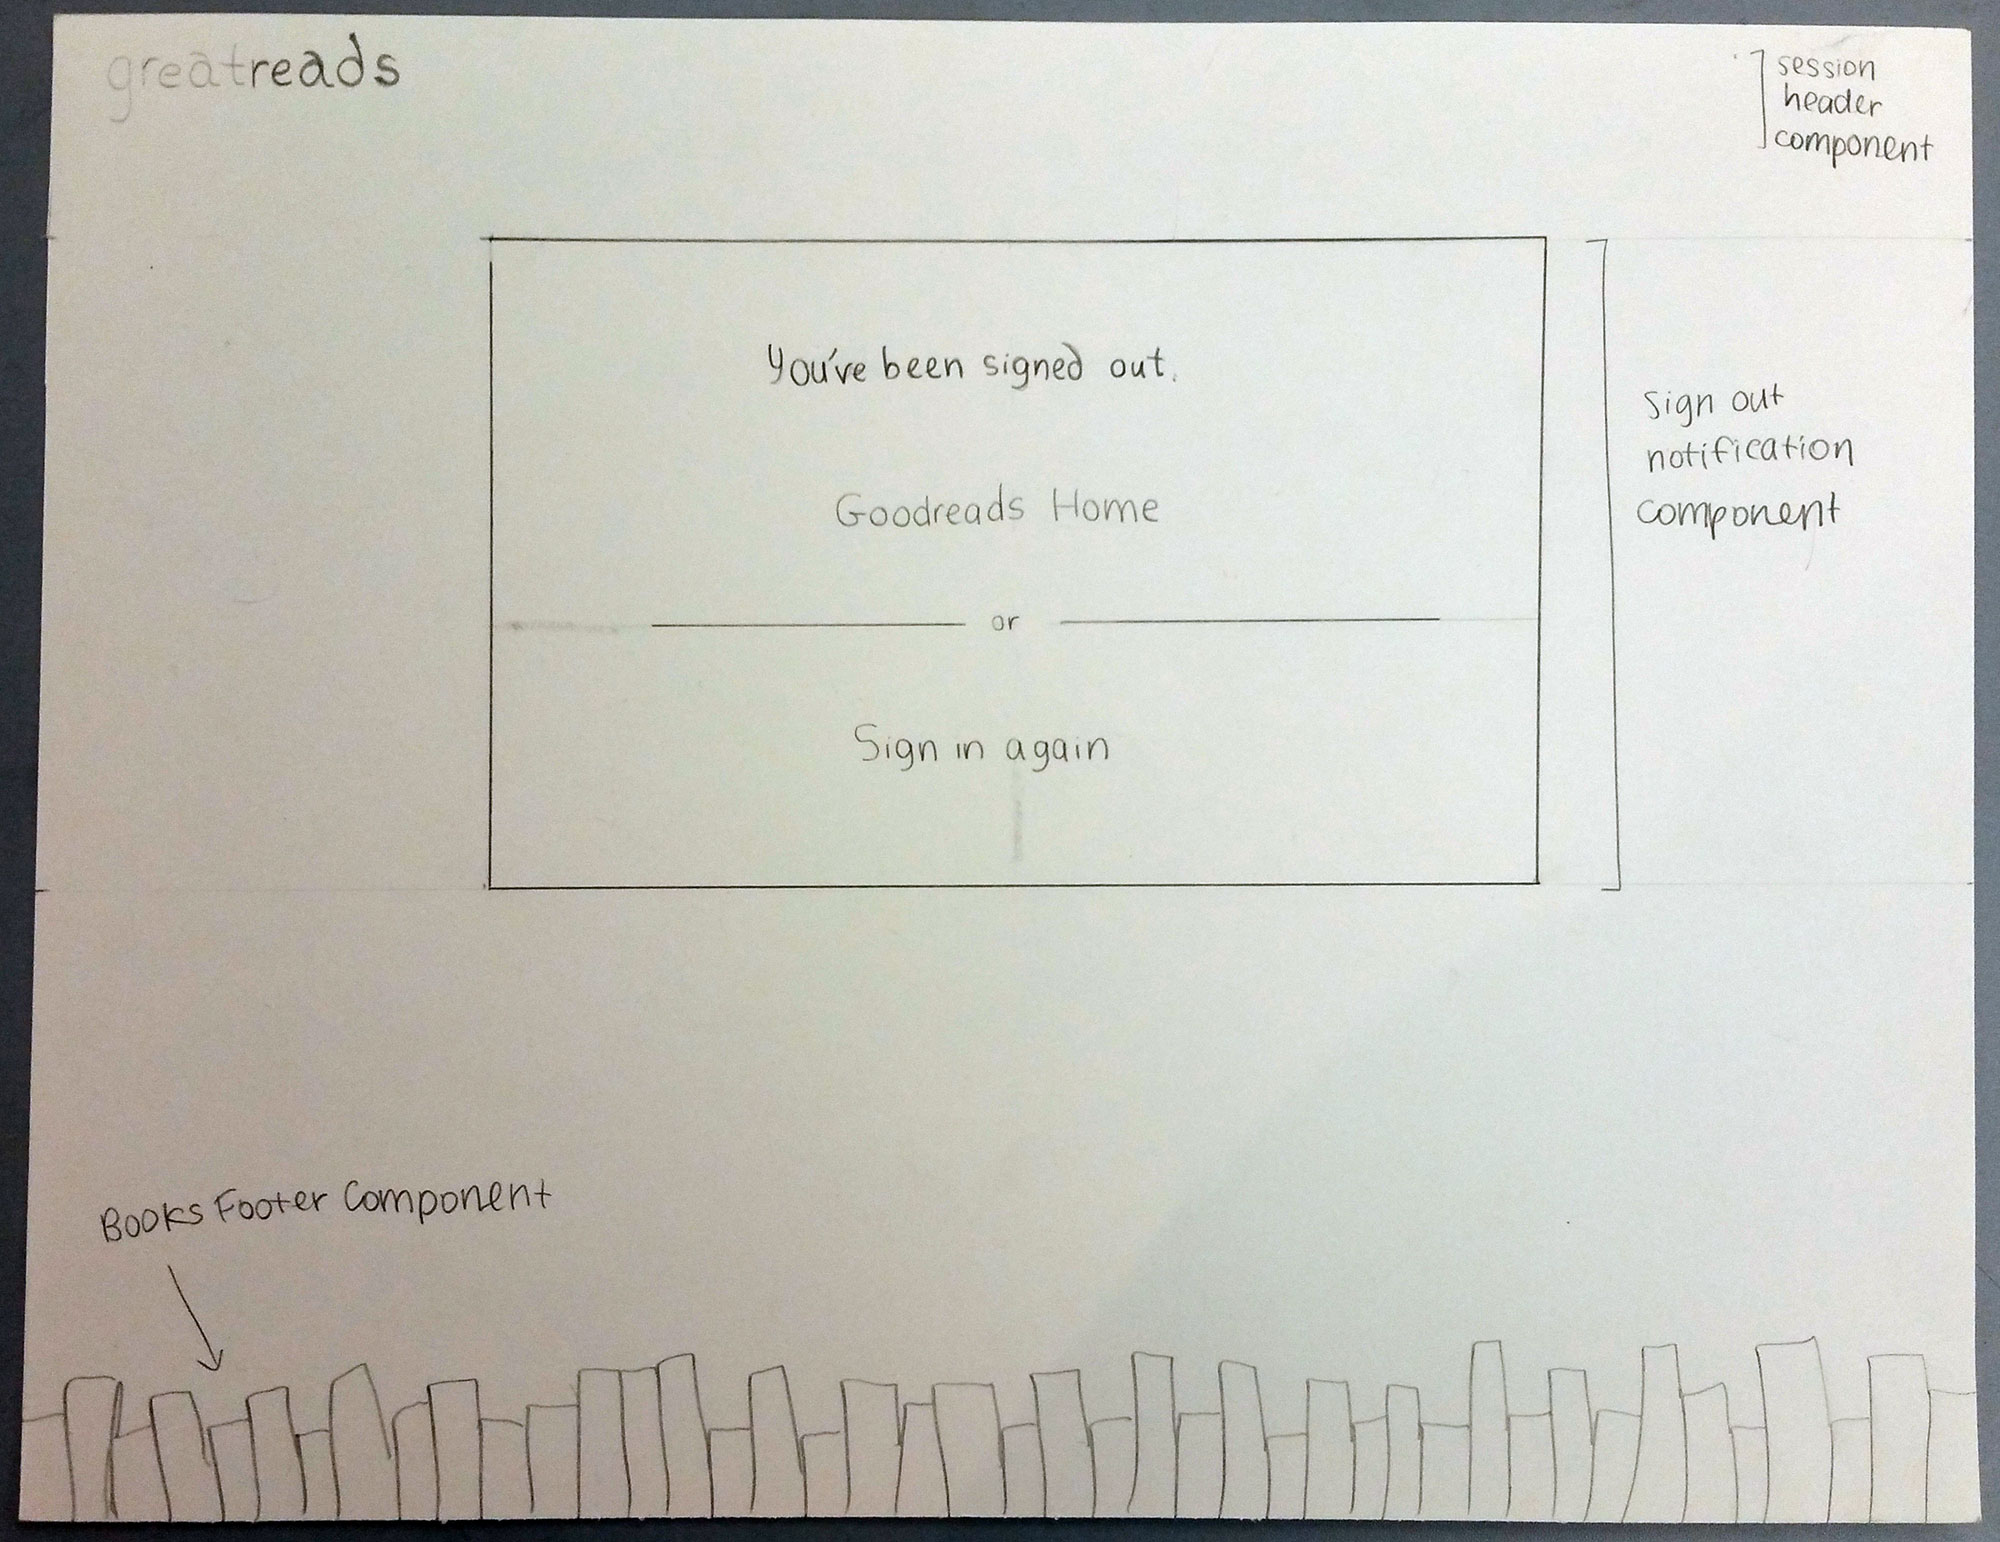 greatreads
session
header
component
You've been signed out.
Goodreads Home
or
Sign in again
Sign out
notification
component
Books Footer Component